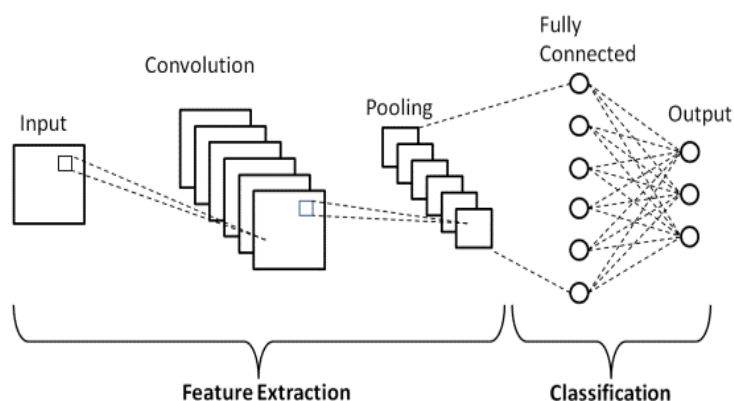 Input
Convolution
Pooling
Fully
Connected
Output
Feature Extraction
Classification